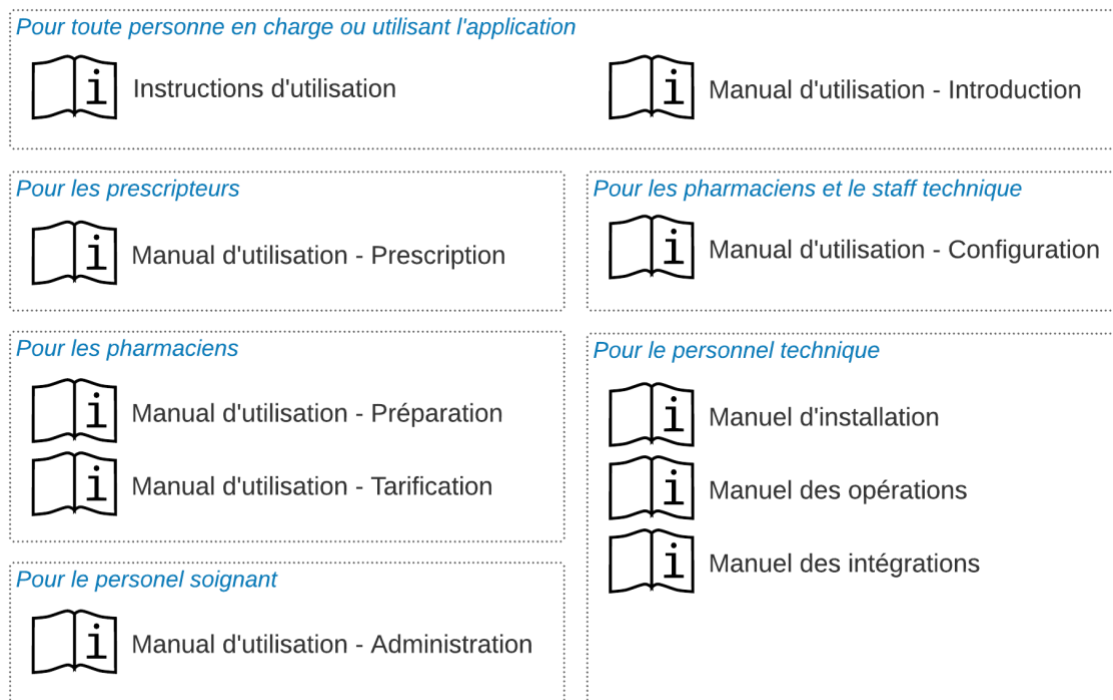 Pour toute personne en charge ou utilisant l'application
Instructions d'utilisation
Manual d'utilisation - Introduction
Pour les prescripteurs
Manual d'utilisation - Prescription
Pour les pharmaciens et le staff technique
Manual d'utilisation - Configuration
Pour les pharmaciens
Manual d'utilisation - Préparation
Manual d'utilisation - Tarification
Pour le personnel technique
Manuel d'installation
Manuel des opérations
Manuel des intégrations
Pour le personel soignant
Manual d'utilisation - Administration